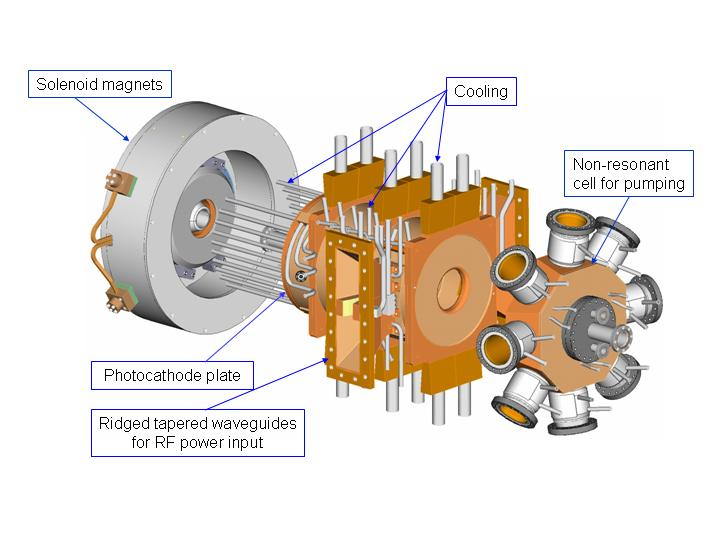 Solenoid magnets
Cooling
Non-resonant
cell for pumping
Photocathode plate
Ridged tapered waveguides
for RF power input